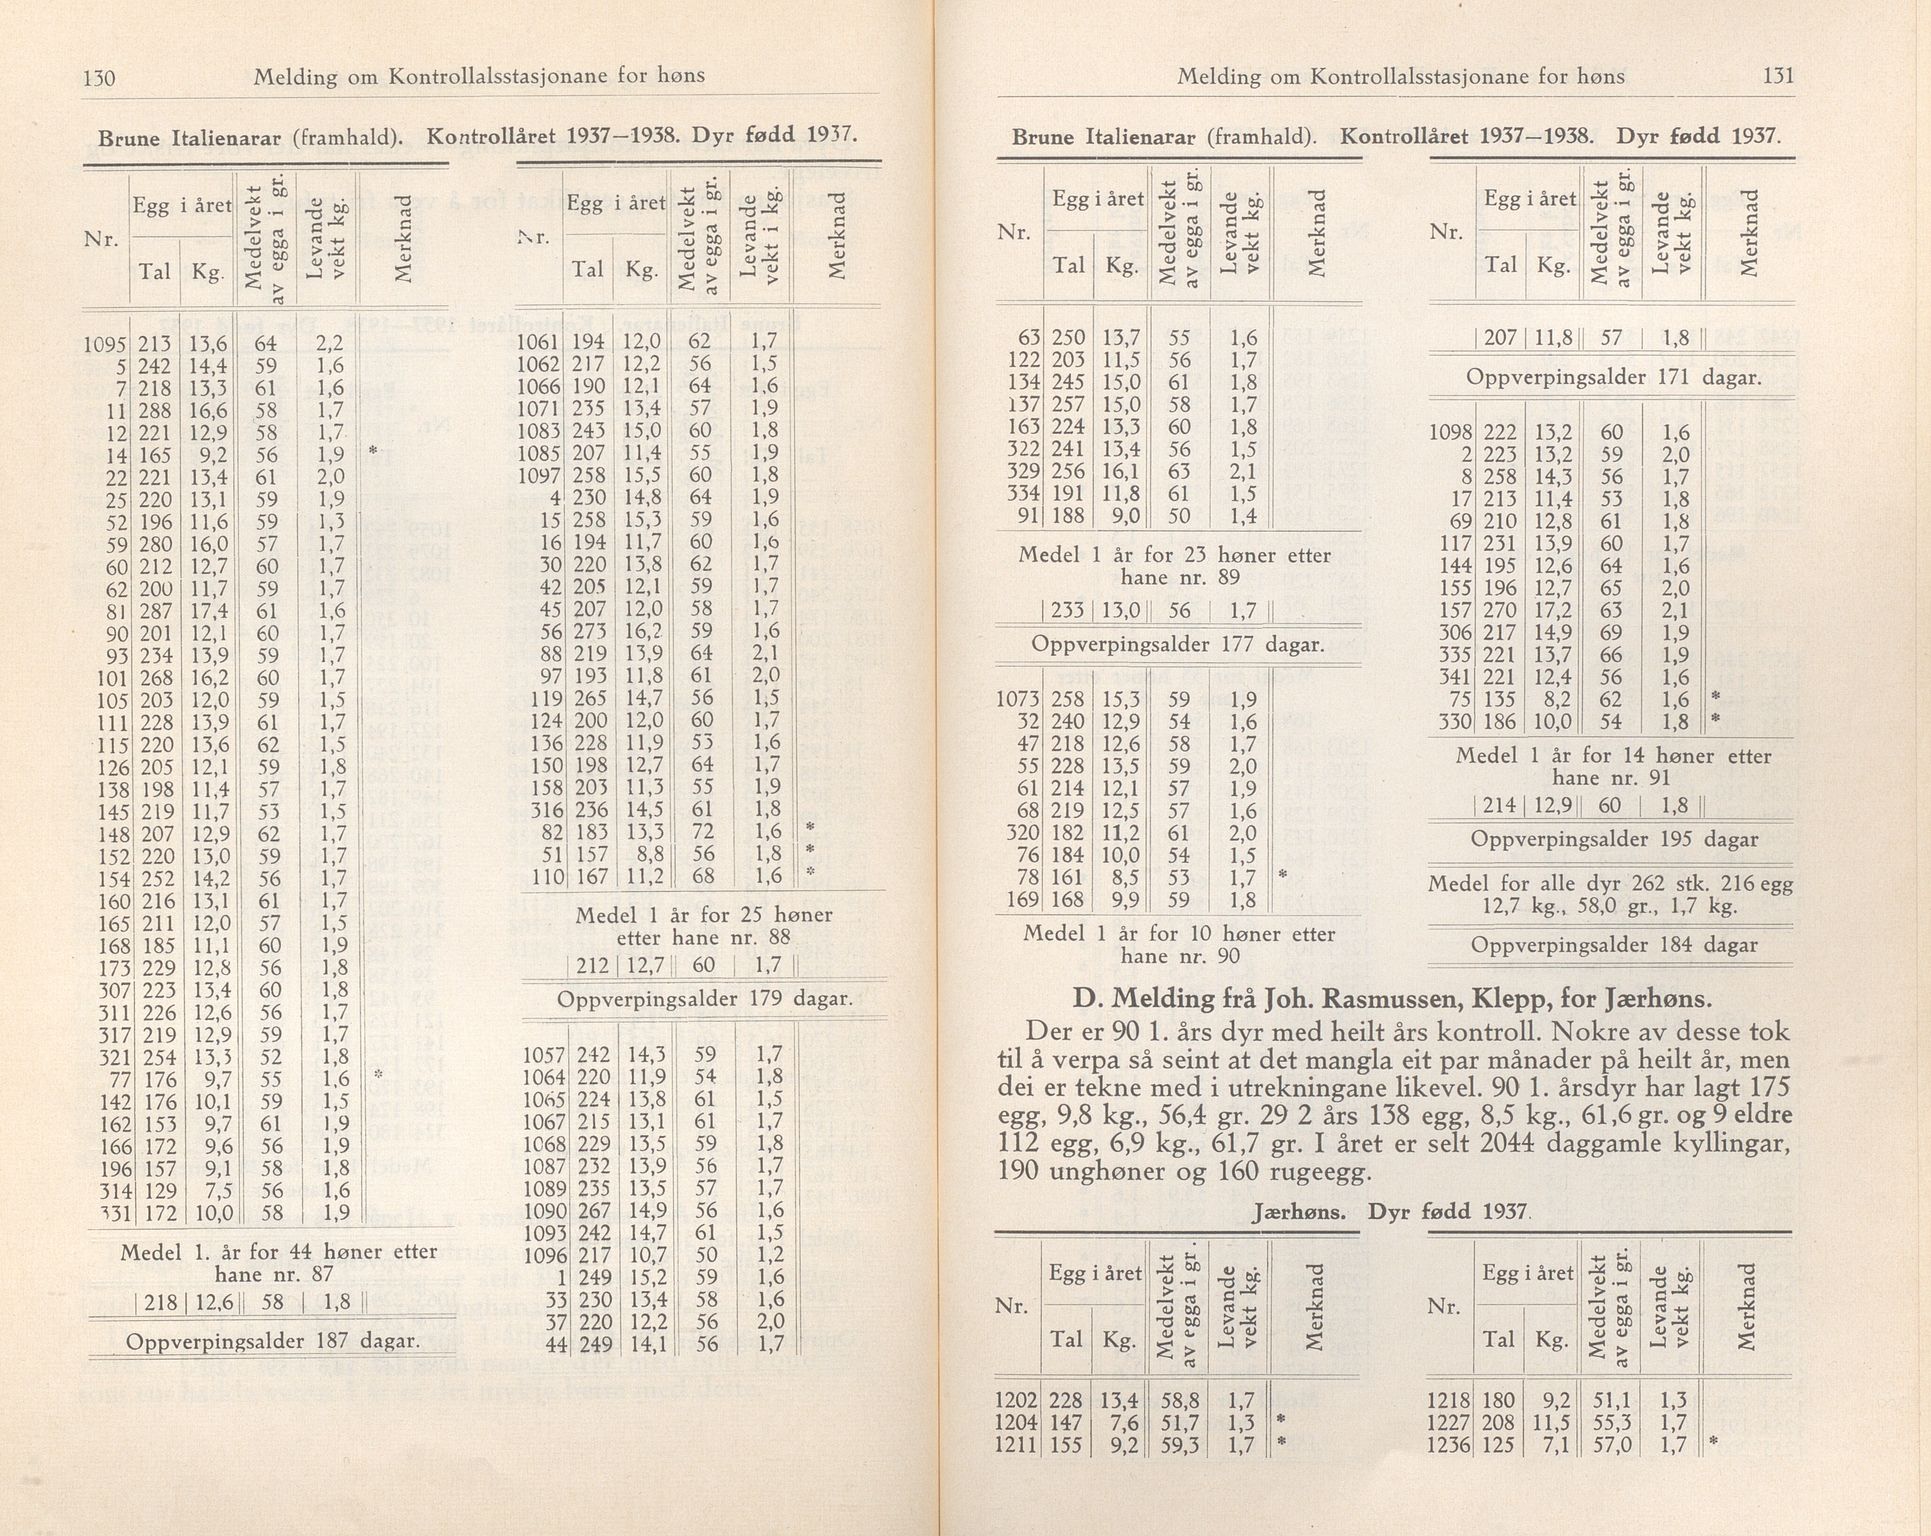 130 Melding om Kontrollalsstasjonane for høns
Brune Italienarar (framhald). Kontrollåret 1937—1938. Dyr fødd 1937.
Nr. Egg i året Tal Kg. Medelvekt av egga i gr. Levande vekt kg. Merknad
1095 213 13,6 64 2,2
5 242 14,4 59 1,6
7 218 13,3 61 1,6
11 288 16,6 58 1,7
12 221 12,9 58 1,7
14 165 9,2 56 1,9 *
22 221 13,4 61 2,0
25 220 13,1 59 1,9
52 196 11,6 59 1,3
59 280 16,0 57 1,7
60 212 12,7 60 1,7
62 200 11,7 59 1,7
81 287 17,4 61 1,6
90 201 12,1 60 1,7
93 234 13,9 59 1,7
101 268 16,2 60 1,7
105 203 12,0 59 1,5
111 228 13,9 61 1,7
115 220 13,6 62 1,5
126 205 12,1 59 1,8
138 198 11,4 57 1,7
145 219 11,7 53 1,5
148 207 12,9 62 1,7
152 220 13,0 59 1,7
154 252 14,2 56 1,7
160 216 13,1 61 1,7
165 211 12,0 57 1,5
168 185 11,1 60 1,9
173 229 12,8 56 1,8
307 223 13,4 60 1,8
311 226 12,6 56 1,7
317 219 12,9 59 1,7
321 254 13,3 52 1,8
77 176 9,7 55 1,6 *
142 176 10,1 59 1,5
162 153 9,7 61 1,9
166 172 9,6 56 1,9
196 157 9,1 58 1,8
314 129 7,5 56 1,6
331 172 10,0 58 1,9
Medel 1. år for 44 høner etter
hane nr. 87
218 12,6 58 1,8
Oppverpingsalder 187 dagar.
Nr. Egg i året Tal Kg. Medelvekt av egga i gr. Levande vekt i kg. Merknad
1061 194 12,0 62 1,7
1062 217 12,2 56 1,5
1066 190 12,1 64 1,6
1071 235 13,4 57 1,9
1083 243 15,0 60 1,8
1085 207 11,4 55 1,9
1097 258 15,5 60 1,8
4 230 14,8 64 1,9
15 258 15,3 59 1,6
16 194 11,7 60 1,6
30 220 13,8 62 1,7
42 205 12,1 59 1,7
45 207 12,0 58 1,7
56 273 16,2 59 1,6
88 219 13,9 64 2,1
97 193 11,8 61 2,0
119 265 14,7 56 1,5
124 200 12,0 60 1,7
136 228 11,9 53 1,6
150 198 12,7 64 1,7
158 203 11,3 55 1,9
316 236 14,5 61 1,8
82 183 13,3 72 1,6 *
51 157 8,8 56 1,8 *
110 167 11,2 68 1,6 *
Medel 1 år for 25 høner
etter hane nr. 88
212 12,7 60 1,7
Oppverpingsalder 179 dagar.
1057 242 14,3 59 1,7
1064 220 11,9 54 1,8
1065 224 13,8 61 1,5
1067 215 13,1 61 1,7
1068 229 13,5 59 1,8
1087 232 13,9 56 1,7
1089 235 13,5 57 1,7
1090 267 14,9 56 1,6
1093 242 14,7 61 1,5
1096 217 10,7 50 1,2
1 249 15,2 59 1,6
33 230 13,4 58 1,6
37 220 12,2 56 2,0
44 249 14,1 56 1,7
Melding om Kontrollalsstasjonane for høns 131
Brune Italienarar (framhald). Kontrollåret 1937—1938. Dyr fødd 1937.
Nr. Egg i året Tal Kg. Medelvekt av egga i gr. Levande vekt kg. Merknad
63 250 13,7 55 1,6
122 203 11,5 56 1,7
134 245 15,0 61 1,8
137 257 15,0 58 1,7
163 224 13,3 60 1,8
322 241 13,4 56 1,5
329 256 16,1 63 2,1
334 191 11,8 61 1,5
91 188 9,0 50 1,4
Medel 1 år for 23 høner etter
hane nr. 89
233 13,0 56 1,7
Oppverpingsalder 177 dagar.
1073 258 15,3 59 1,9
32 240 12,9 54 1,6
47 218 12,6 58 1,7
55 228 13,5 59 2,0
61 214 12,1 57 1,9
68 219 12,5 57 1,6
320 182 11,2 61 2,0
76 184 10,0 54 1,5
78 161 8,5 53 1,7 *
169 168 9,9 59 1,8
Medel 1 år for 10 høner etter
hane nr. 90
Nr. Egg i året Tal Kg. Medelvekt av egga i gr. Levande vekt kg. Merknad
207 11,8 57 1,8
Oppverpingsalder 171 dagar.
1098 222 13,2 60 1,6
2 223 13,2 59 2,0
8 258 14,3 56 1,7
17 213 11,4 53 1,8
69 210 12,8 61 1,8
117 231 13,9 60 1,7
144 195 12,6 64 1,6
155 196 12,7 65 2,0
157 270 17,2 63 2,1
306 217 14,9 69 1,9
335 221 13,7 66 1,9
341 221 12,4 56 1,6
75 135 8,2 62 1,6 *
330 186 10,0 54 1,8 *
Medel 1 år for 14 høner etter
hane nr. 91
214 12,9 60 1,8
Oppverpingsalder 195 dagar
Medel for alle dyr 262 stk. 216 egg
12,7 kg., 58,0 gr., 1,7 kg.
Oppverpingsalder 184 dagar
D. Melding frå Joh. Rasmussen, Klepp, for Jærhøns.
Der er 90 1. års dyr med heilt års kontroll. Nokre av desse tok
til å verpa så seint at det mangla eit par månader på heilt år, men
dei er tekne med i utrekningane likevel. 90 1. årsdyr har lagt 175
egg, 9,8 kg., 56,4 gr. 29 2 års 138 egg, 8,5 kg., 61,6 gr. og 9 eldre
112 egg, 6,9 kg., 61,7 gr. I året er selt 2044 daggamle kyllingar,
190 unghøner og 160 rugeegg.
Jærhøns. Dyr fødd 1937.
Nr. Egg i året Tal Kg. Medelvekt av egga i gr. Levande vekt kg. Merknad
1202 228 13,4 58,8 1,7
1204 147 7,6 51,7 1,3 *
1211 155 9,2 59,3 1,7 *
Nr. Egg i året Tal Kg. Medelvekt av egga i gr. Levande vekt kg. Merknad
1218 180 9,2 51,1 1,3
1227 208 11,5 55,3 1,7
1236 125 7,1 57,0 1,7 *